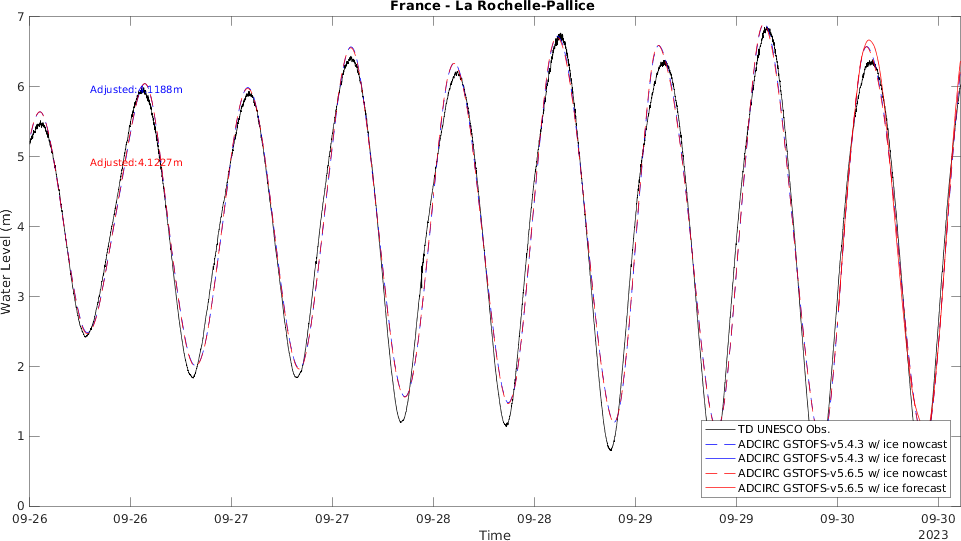 France - La Rochelle-Pallice
7
6
5
4
3
2
1
0
Water Level (m)
Adjusted:4.1188m
Adjusted:4.1227m
TD UNESCO Obs.
ADCIRC GSTOFS-v5.4.3 w/ ice nowcast
ADCIRC GSTOFS-v5.4.3 w/ ice forecast
ADCIRC GSTOFS-v5.6.5 w/ ice nowcast
ADCIRC GSTOFS-v5.6.5 w/ ice forecast
09-26 09-26 09-27 09-27 09-28 09-28 09-29 09-29 09-30 09-30
Time
2023